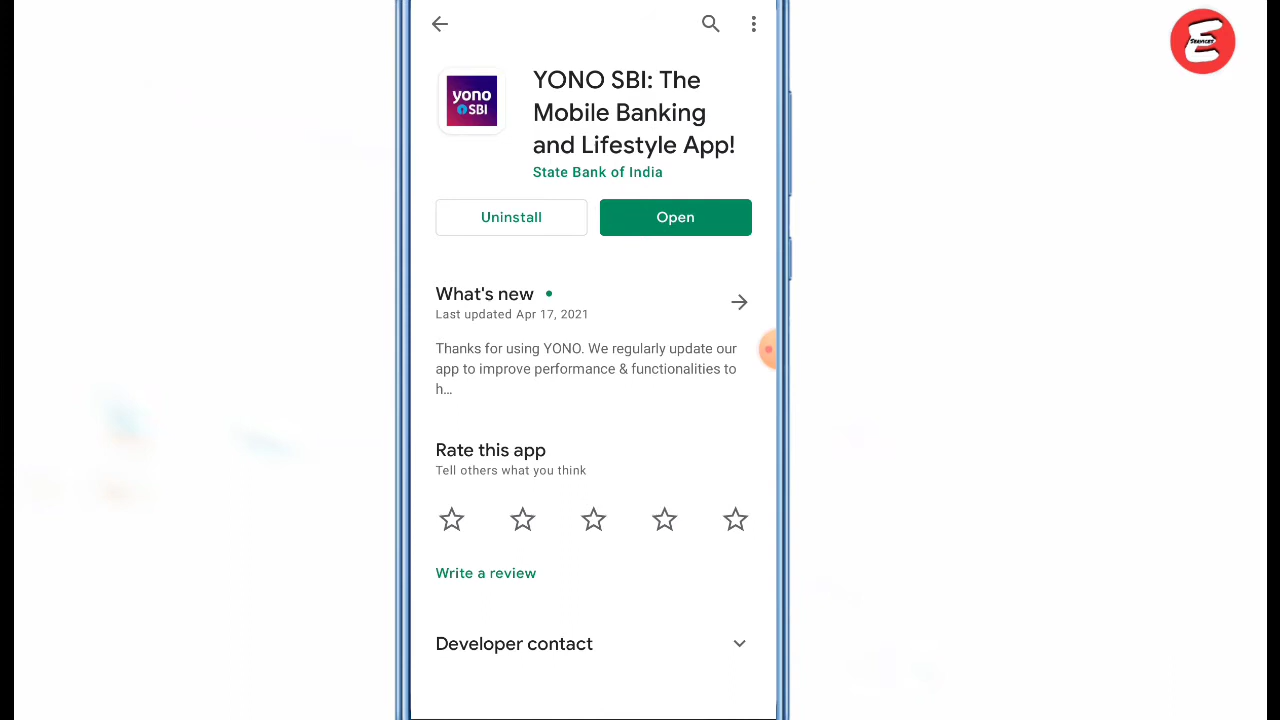 SERVICES
yono
SBI
YONO SBI: The
Mobile Banking
and Lifestyle App!
State Bank of India
Uninstall
Open
What's new
Last updated Apr 17, 2021
Thanks for using YONO. We regularly update our
app to improve performance & functionalities to
h...
Rate this app
Tell others what you think
Write a review
Developer contact